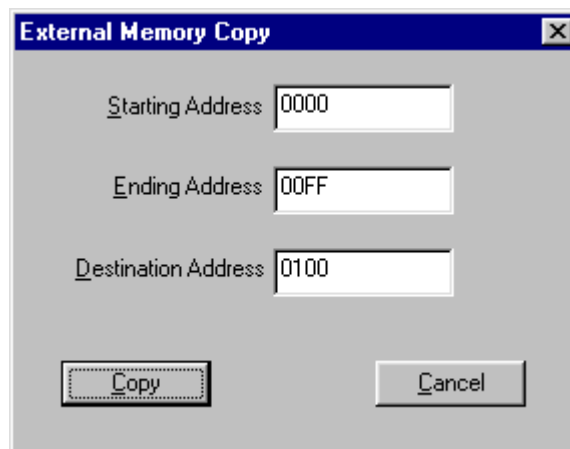 External Memory Copy
Starting Address 0000
Ending Address 00FF
Destination Address 0100
Copy Cancel